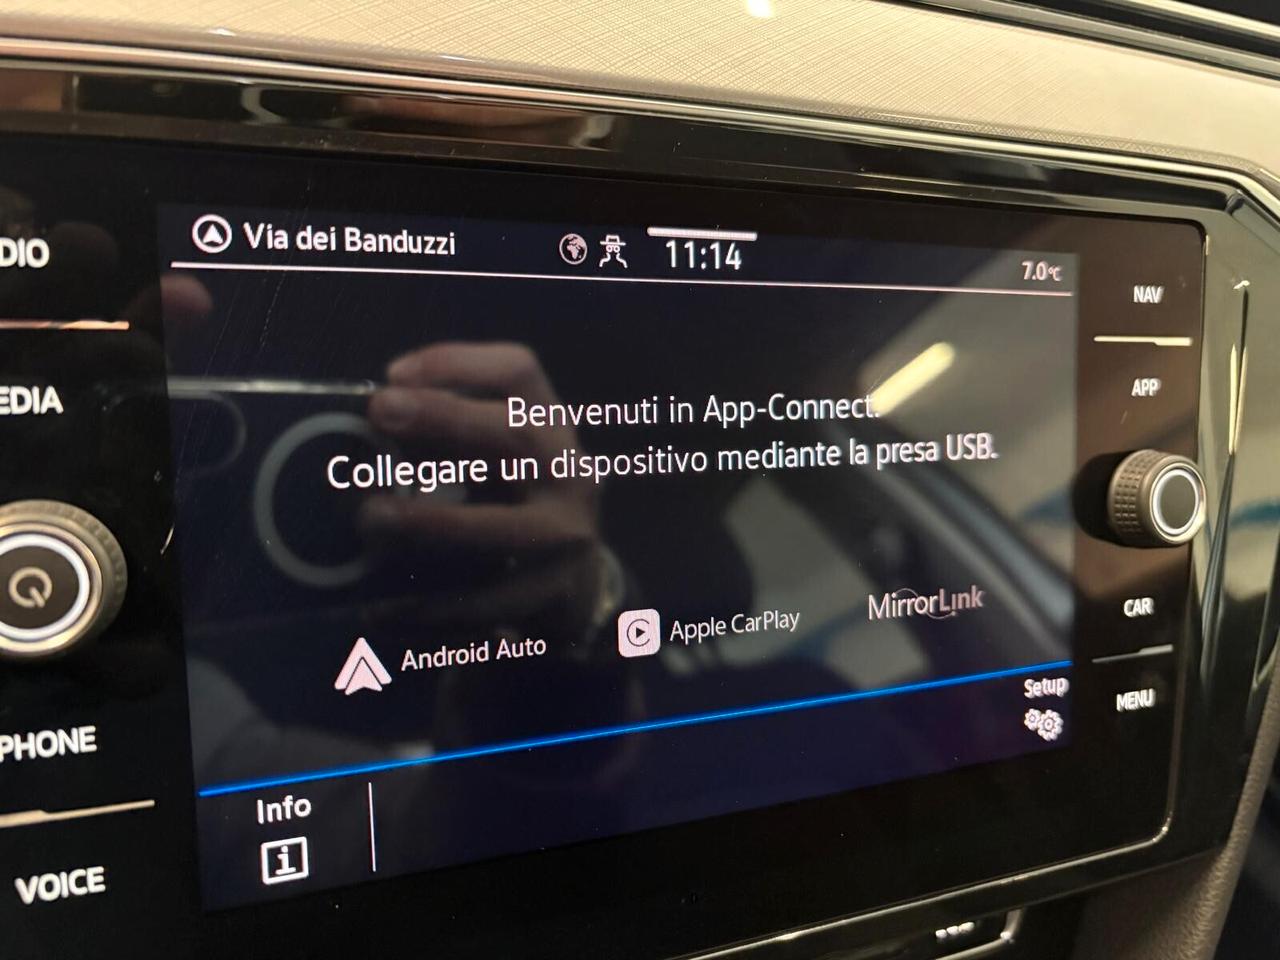 Via dei Banduzzi
11:14
7.0°C
DIO
NAV
EDIA
APP
Benvenuti in App-Connect.
Collegare un dispositivo mediante la presa USB.
Android Auto
Apple CarPlay
MirrorLink
CAR
Setup
MENU
PHONE
Info
i
VOICE